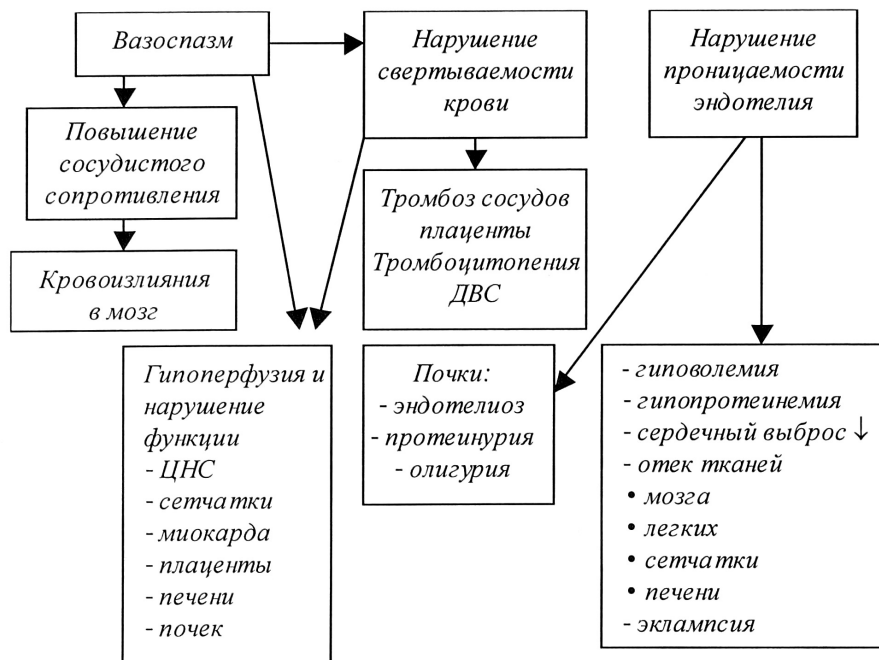 Вазоспазм
Нарушение
свертываемости
крови
Нарушение
проницаемости
эндотелия
Повышение
сосудистого
сопротивления
Тромбоз сосудов
плаценты
Тромбоцитопения
ДВС
Кровоизлияния
в мозг
Гипоперфузия и
нарушение
функции
- ЦНС
- сетчатки
- миокарда
- плаценты
- печени
- почек
Почки:
- эндотелиоз
- протеинурия
- олигурия
- гиповолемия
- гипопротеинемия
- сердечный выброс ↓
- отек тканей
• мозга
• легких
• сетчатки
• печени
- эклампсия